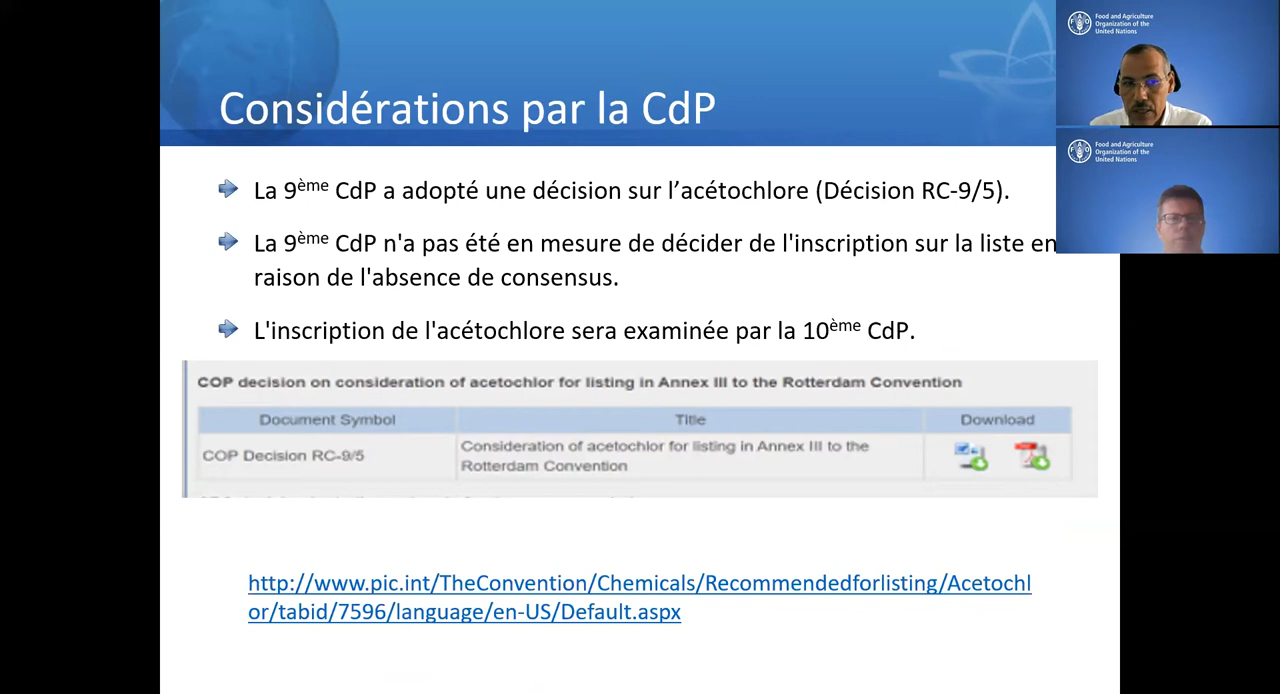 Considérations par la CdP
La 9ème CdP a adopté une décision sur l’acétochlore (Décision RC-9/5).
La 9ème CdP n'a pas été en mesure de décider de l'inscription sur la liste en
raison de l'absence de consensus.
L'inscription de l'acétochlore sera examinée par la 10ème CdP.
COP decision on consideration of acetochlor for listing in Annex III to the Rotterdam Convention
Document Symbol Title Download
COP Decision RC-9/5 Consideration of acetochlor for listing in Annex III to the
Rotterdam Convention
http://www.pic.int/TheConvention/Chemicals/Recommendedforlisting/Acetochl
or/tabid/7596/language/en-US/Default.aspx
Food and Agriculture
Organization of the
United Nations
Food and Agriculture
Organization of the
United Nations